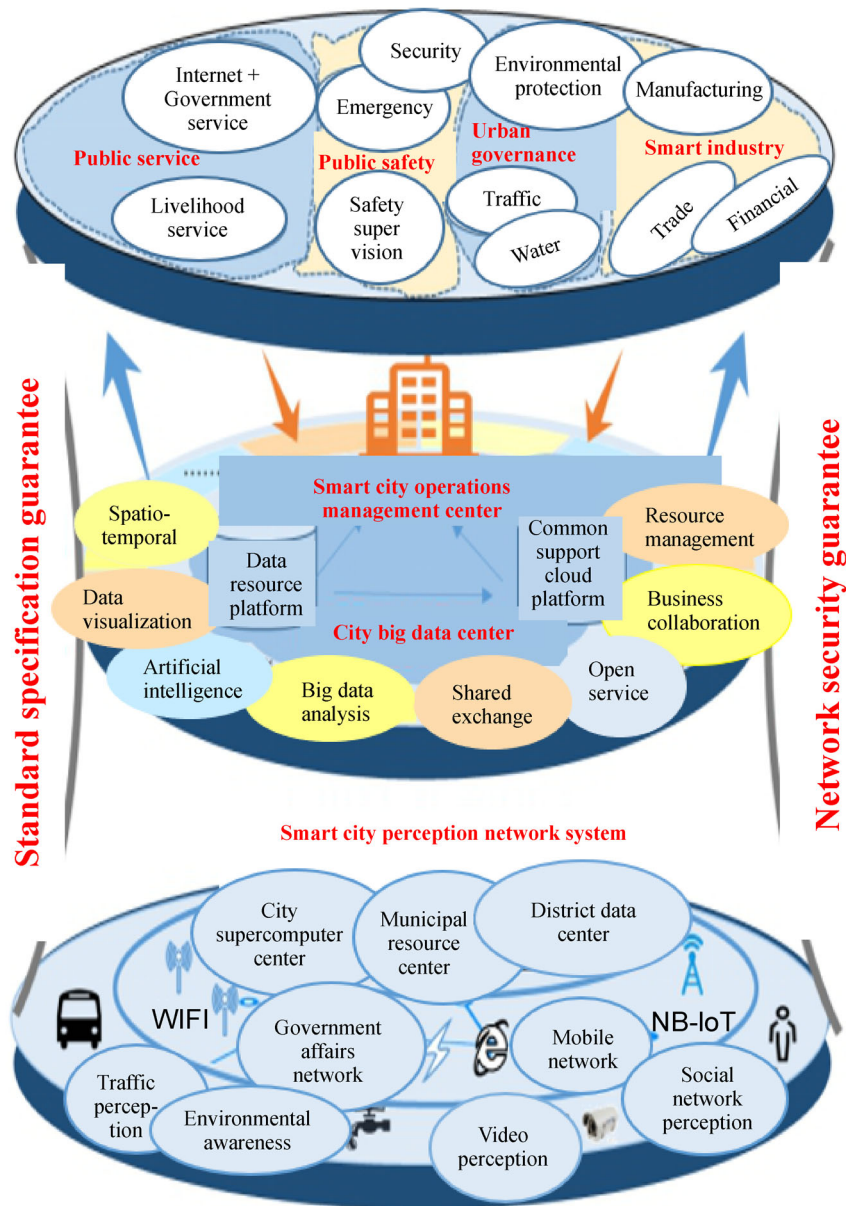 Security
Internet +
Government
service
Environmental
protection
Manufacturing
Emergency
Public service
Public safety
Urban
governance
Smart industry
Livelihood
service
Safety
super
vision
Traffic
Water
Trade
Financial
Standard specification guarantee
Network security guarantee
Smart city operations
management center
Spatio-
temporal
Data
resource
platform
Common
support
cloud
platform
Resource
management
Data
visualization
City big data center
Business
collaboration
Artificial
intelligence
Big data
analysis
Shared
exchange
Open
service
Smart city perception network system
City
supercomputer
center
Municipal
resource
center
District data
center
WIFI
NB-IoT
Government
affairs
network
Mobile
network
Traffic
percep-
tion
Environmental
awareness
Video
perception
Social
network
perception